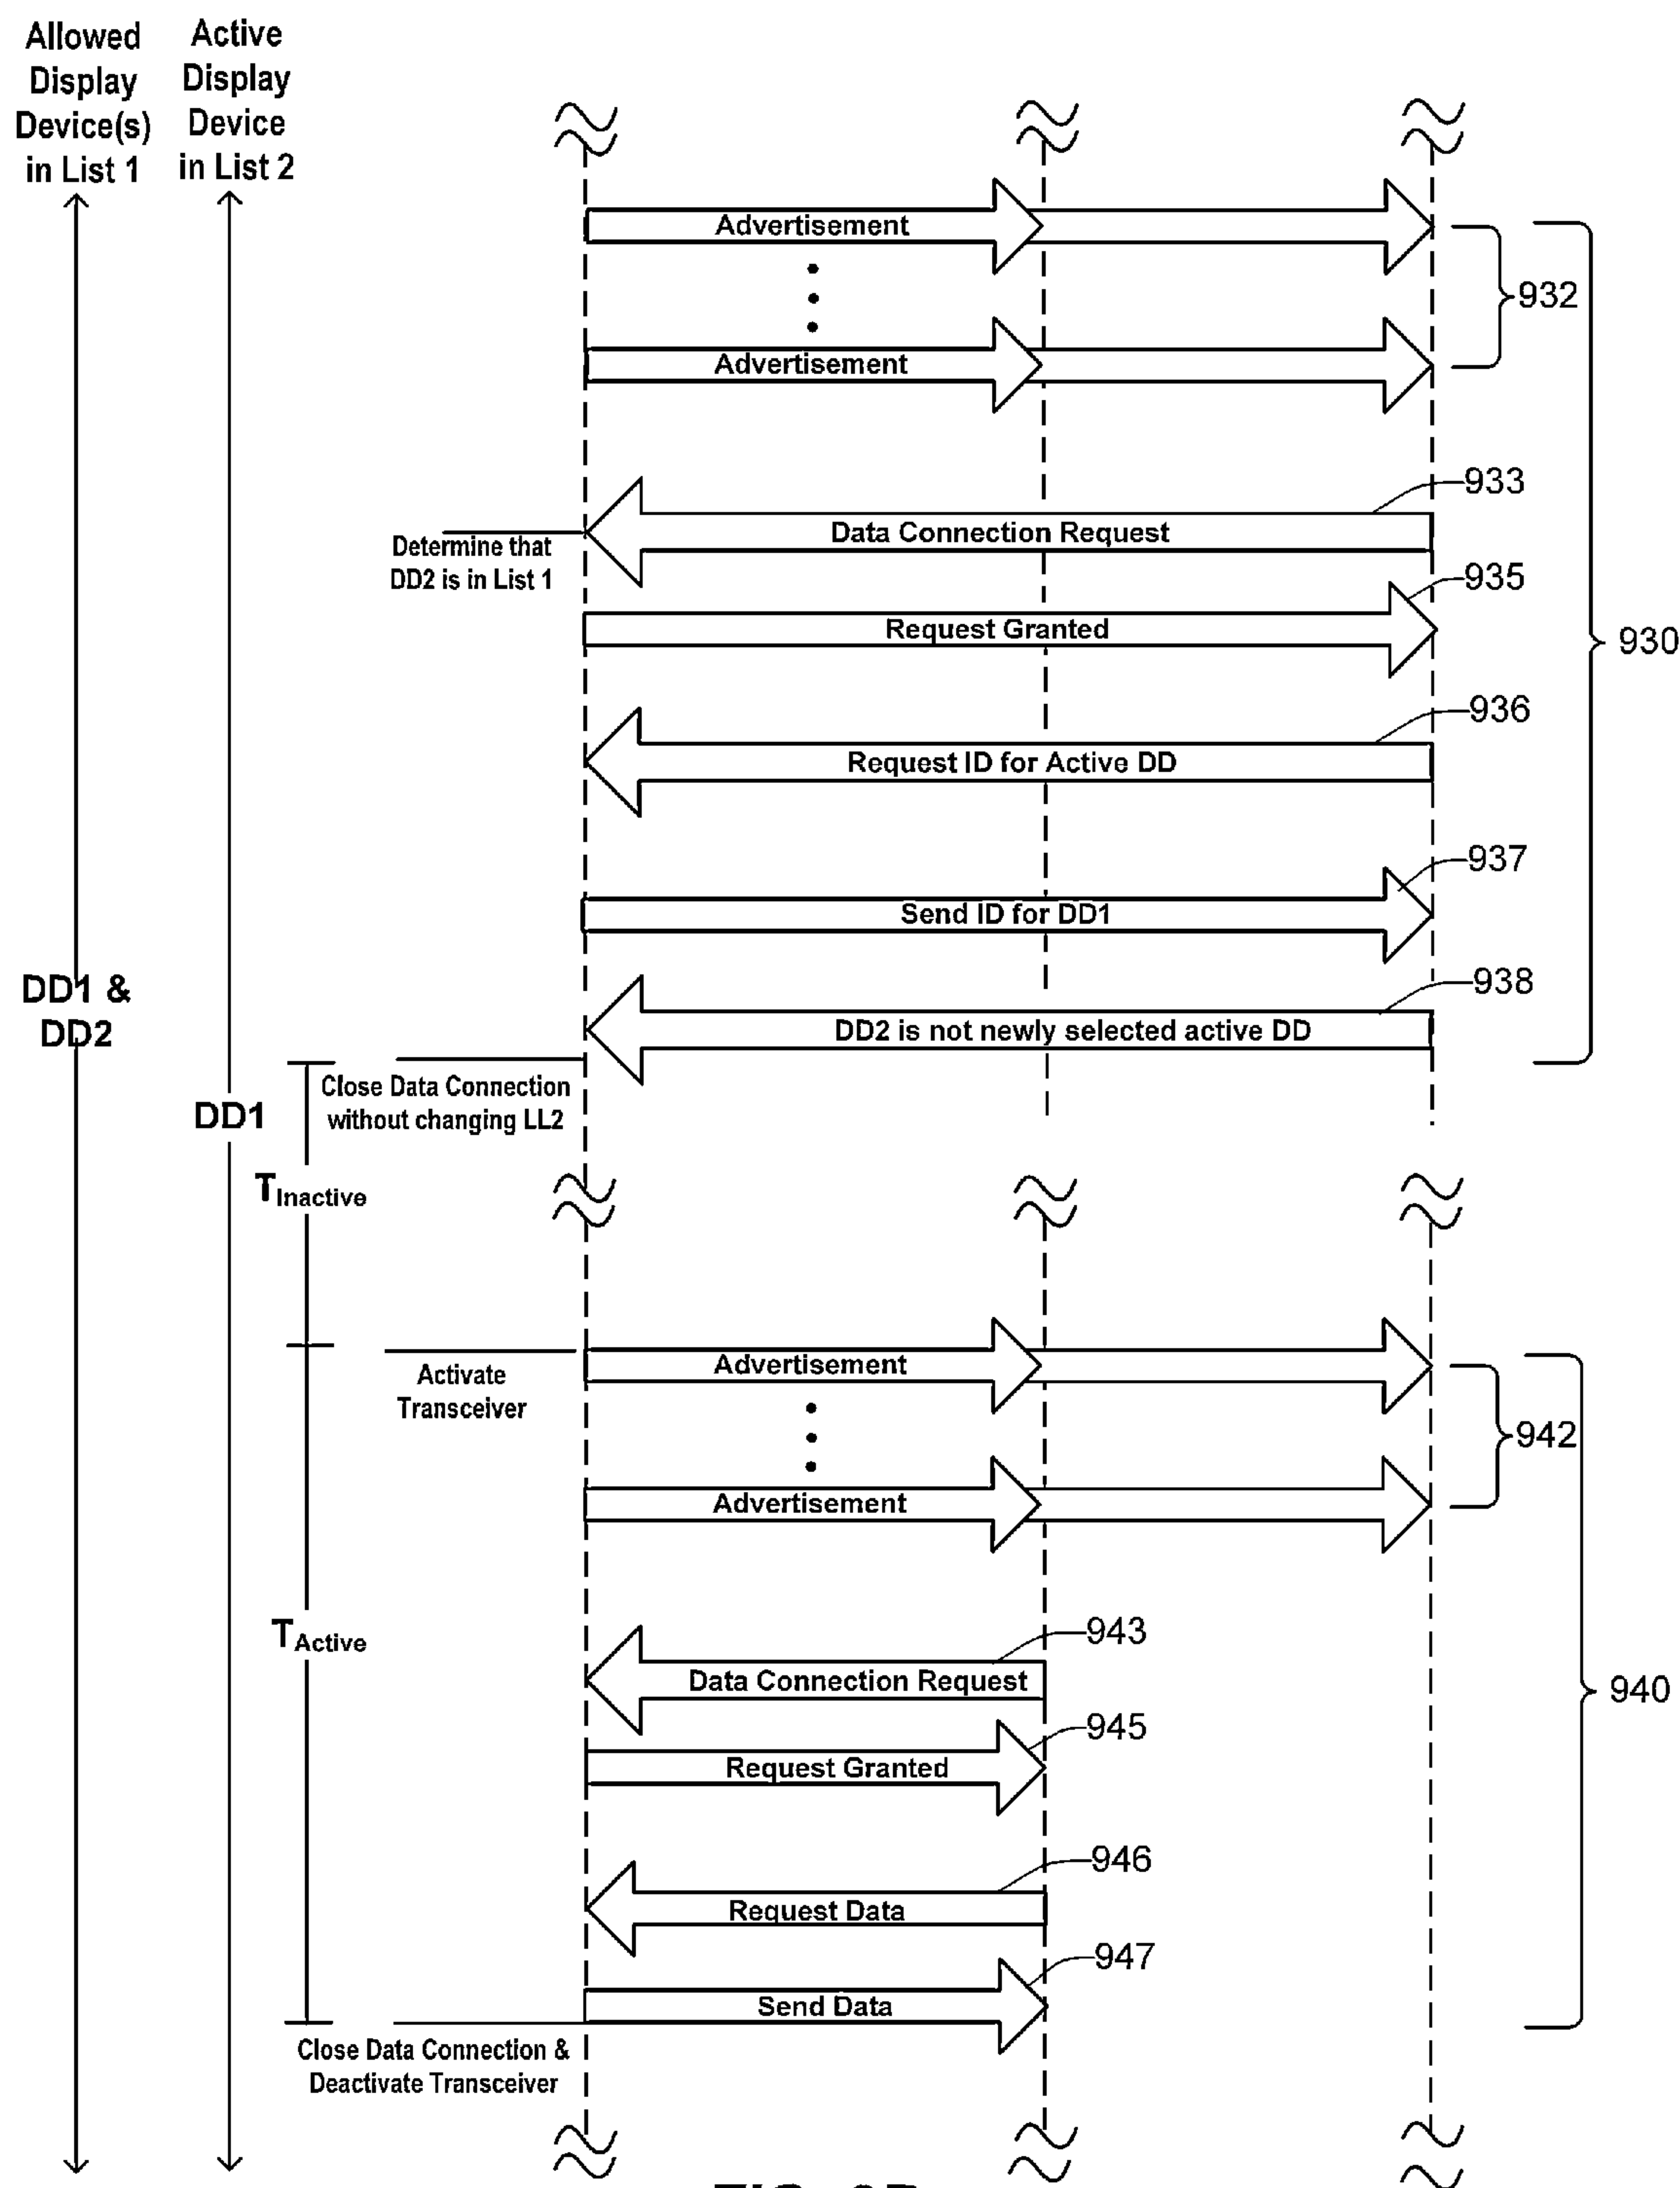 Allowed
Display
Device(s)
in List 1
Active
Display
Device
in List 2
Advertisement
932
Advertisement
933
Data Connection Request
Determine that
DD2 is in List 1
935
Request Granted
930
936
Request ID for Active DD
937
Send ID for DD1
DD1 &
DD2
938
DD2 is not newly selected active DD
Close Data Connection
without changing LL2
DD1
TInactive
Advertisement
Activate
Transceiver
942
Advertisement
TActive
943
Data Connection Request
940
945
Request Granted
946
Request Data
947
Send Data
Close Data Connection &
Deactivate Transceiver